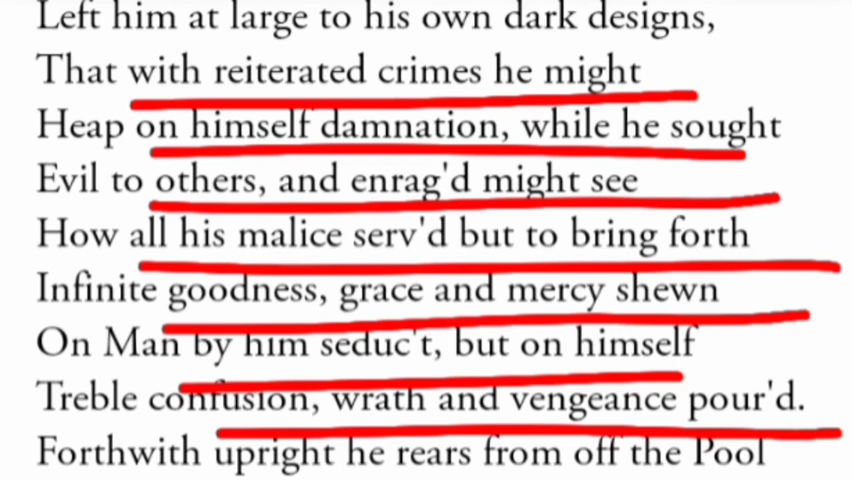 Left him at large to his own dark designs,
That with reiterated crimes he might
Heap on himself damnation, while he sought
Evil to others, and enrag'd might see
How all his malice serv'd but to bring forth
Infinite goodness, grace and mercy shewn
On Man by him seduc't, but on himself
Treble confusion, wrath and vengeance pour'd.
Forthwith upright he rears from off the Pool